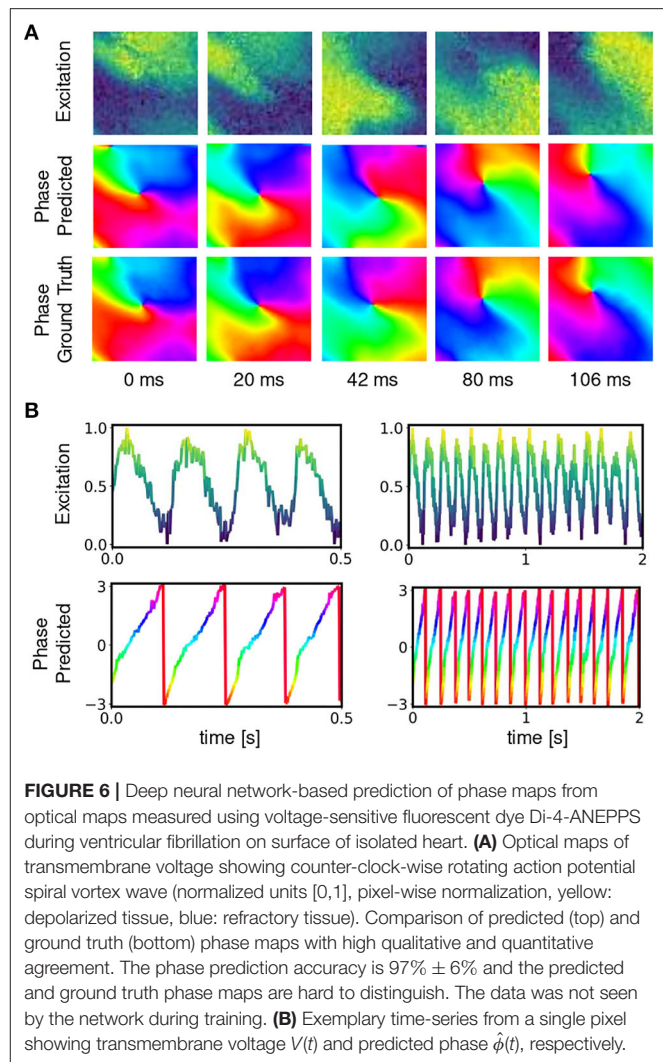 A
Excitation
Phase
Predicted
Phase
Ground Truth
0 ms
20 ms
42 ms
80 ms
106 ms
B
Excitation
1.0
0.5
0.0
0.0
0.5
1.0
0.5
0.0
0
1
2
Phase
Predicted
3
0
−3
0.0
0.5
time [s]
3
0
−3
0
1
2
time [s]
FIGURE 6 | Deep neural network-based prediction of phase maps from
optical maps measured using voltage-sensitive fluorescent dye Di-4-ANEPPS
during ventricular fibrillation on surface of isolated heart. (A) Optical maps of
transmembrane voltage showing counter-clock-wise rotating action potential
spiral vortex wave (normalized units [0,1], pixel-wise normalization, yellow:
depolarized tissue, blue: refractory tissue). Comparison of predicted (top) and
ground truth (bottom) phase maps with high qualitative and quantitative
agreement. The phase prediction accuracy is 97% ± 6% and the predicted
and ground truth phase maps are hard to distinguish. The data was not seen
by the network during training. (B) Exemplary time-series from a single pixel
showing transmembrane voltage V(t) and predicted phase ϕ̂(t), respectively.